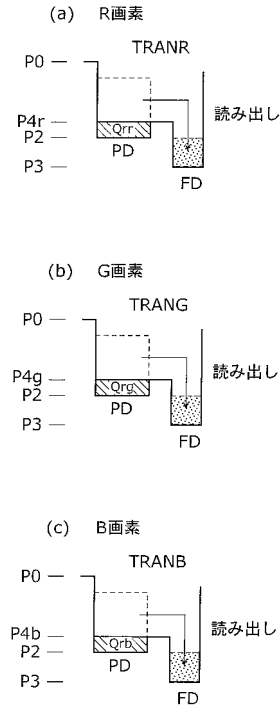 (a) R画素
TRANR
P0
読み出し
P4r
Qrr
P2
PD
P3
FD
(b) G画素
TRANG
P0
読み出し
P4g
Qrg
P2
PD
P3
FD
(c) B画素
TRANB
P0
読み出し
P4b
Qrb
P2
PD
P3
FD